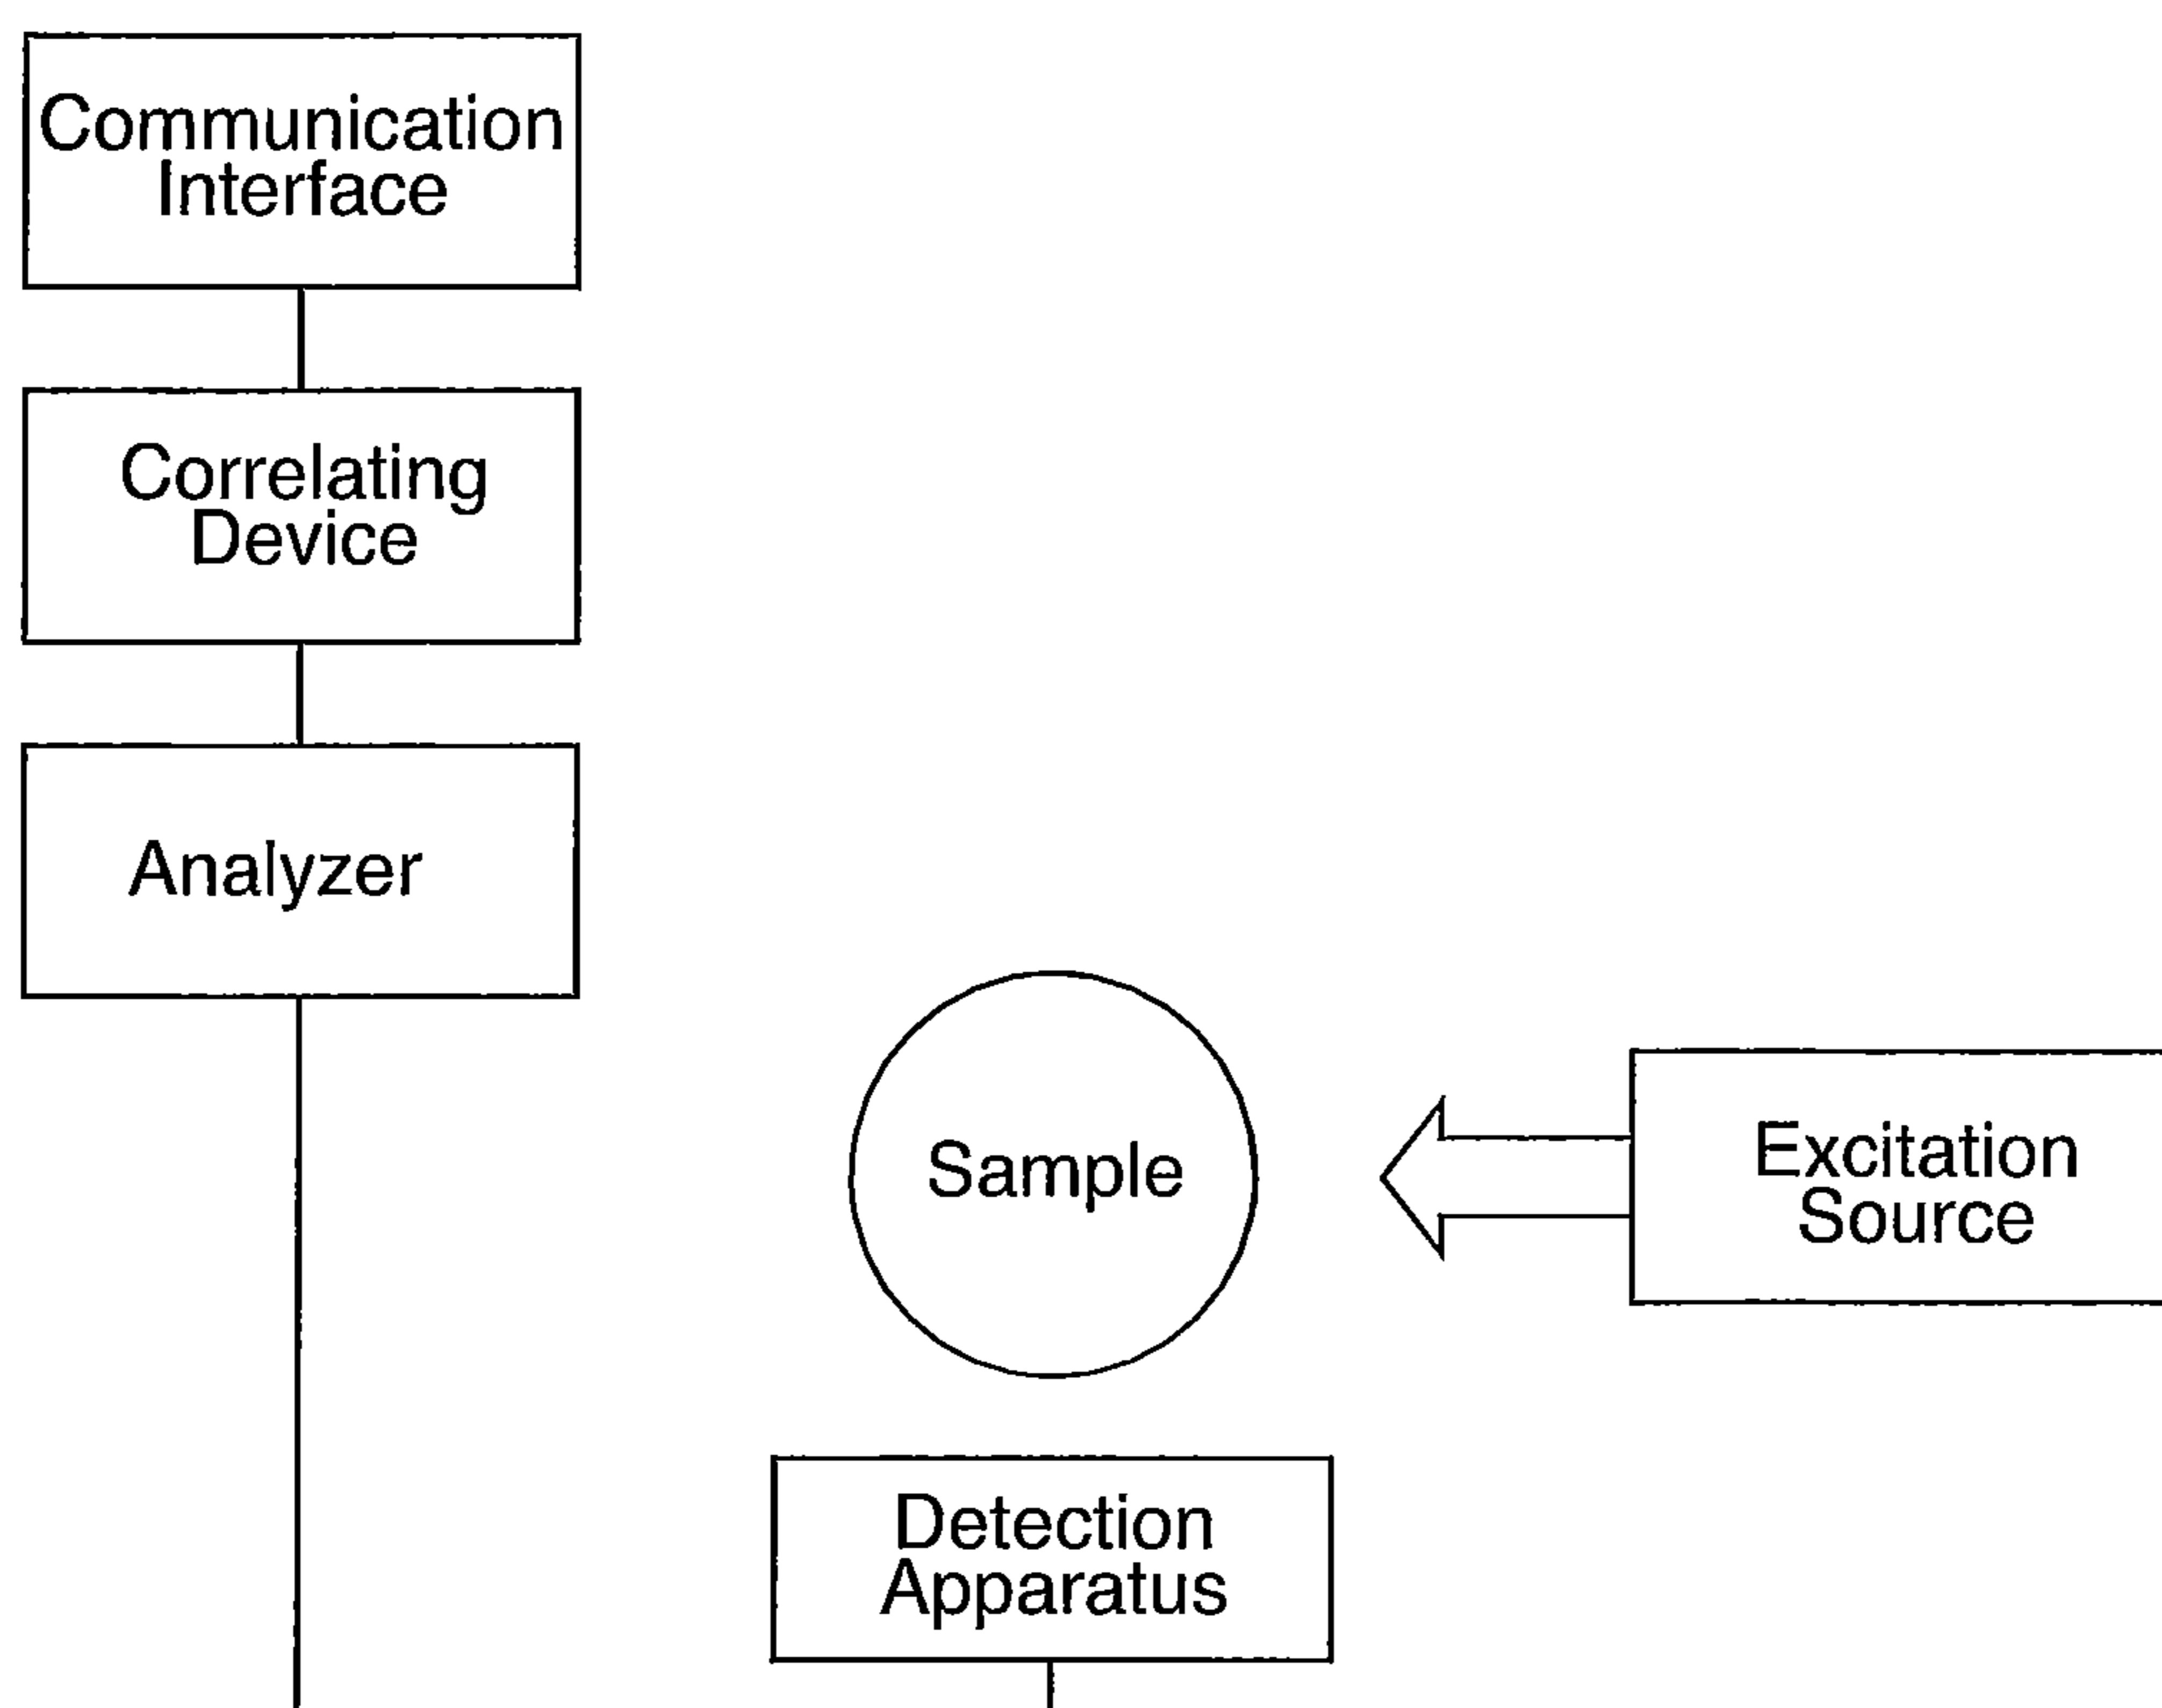 Communication
Interface
Correlating
Device
Analyzer
Sample
Excitation
Source
Detection
Apparatus